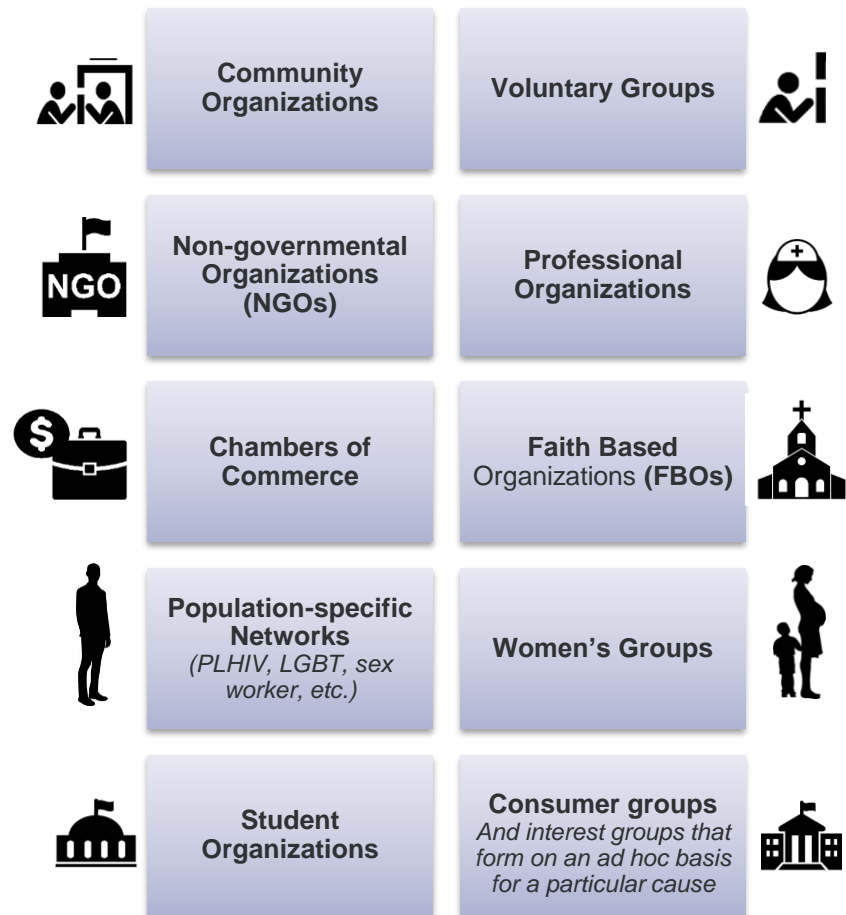 Community
Organizations
Voluntary Groups
NGO
Non-governmental
Organizations
(NGOs)
Professional
Organizations
$
Chambers of
Commerce
Faith Based
Organizations (FBOs)
Population-specific
Networks
(PLHIV, LGBT, sex
worker, etc.)
Women’s Groups
Student
Organizations
Consumer groups
And interest groups that
form on an ad hoc basis
for a particular cause